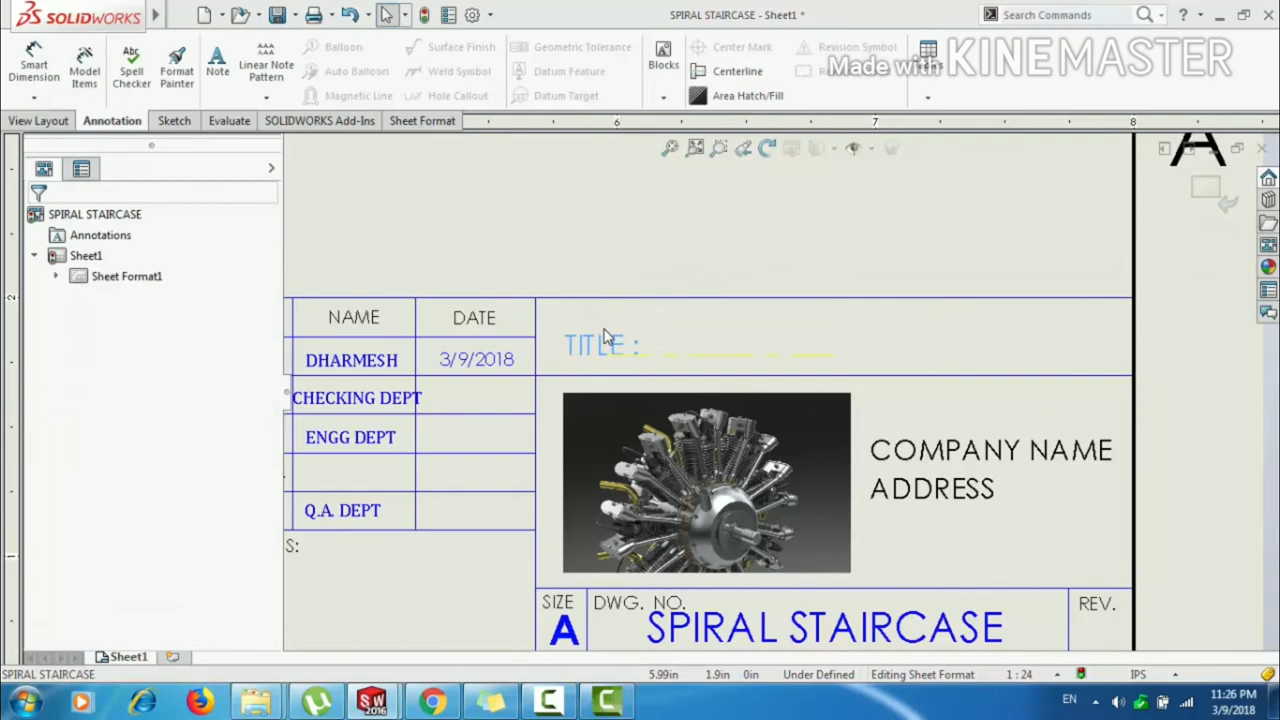 SOLIDWORKS
SPIRAL STAIRCASE - Sheet1 *
Search Commands
Smart Dimension
Model Items
Spell Checker
Format Painter
Note
Linear Note Pattern
Balloon
Auto Balloon
Magnetic Line
Surface Finish
Weld Symbol
Hole Callout
Geometric Tolerance
Datum Feature
Datum Target
Blocks
Center Mark
Centerline
Area Hatch/Fill
Revision Symbol
Made with KINEMASTER
View Layout
Annotation
Sketch
Evaluate
SOLIDWORKS Add-Ins
Sheet Format
6
7
8
A
SPIRAL STAIRCASE
Annotations
Sheet1
Sheet Format1
2
1
NAME
DATE
TITLE :
DHARMESH
3/9/2018
CHECKING DEPT
ENGG DEPT
Q.A. DEPT
S:
COMPANY NAME
ADDRESS
SIZE
A
DWG. NO.
SPIRAL STAIRCASE
REV.
Sheet1
SPIRAL STAIRCASE
5.99in
1.9in
0in
Under Defined
Editing Sheet Format
1 : 24
IPS
SW
2016
EN
11:26 PM
3/9/2018